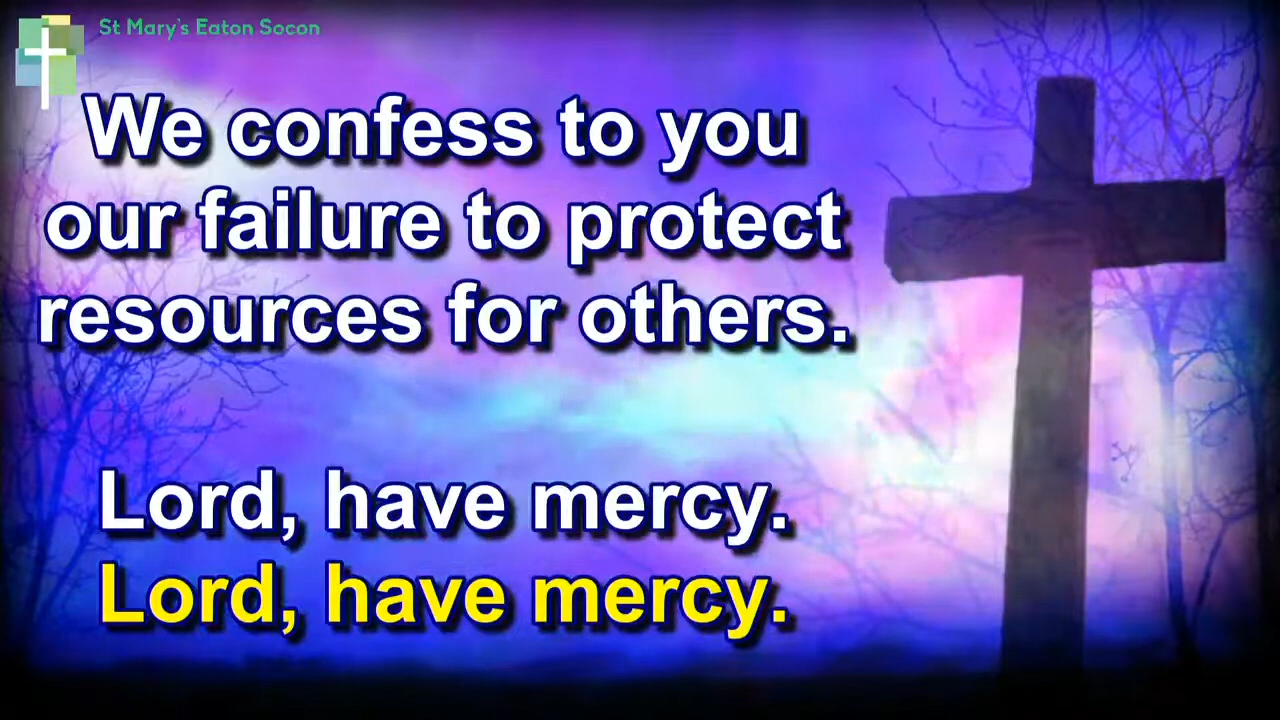 St Mary's Eaton Socon
We confess to you
our failure to protect
resources for others.
Lord, have mercy.
Lord, have mercy.